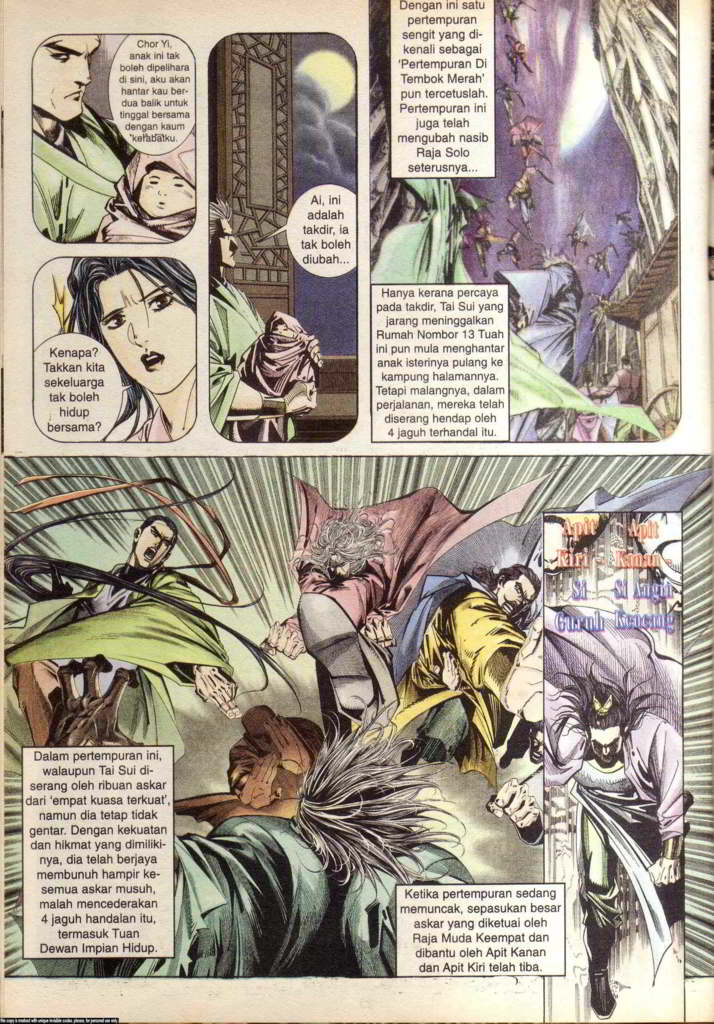 Chor Yi,
anak ini tak
boleh dipelihara
di sini, aku akan
hantar kau ber-
dua balik untuk
tinggal bersama
dengan kaum
kerabatku.
Ai, ini
adalah
takdir, ia
tak boleh
diubah...
Kenapa?
Takkan kita
sekeluarga
tak boleh
hidup
bersama?
Dengan ini satu
pertempuran
sengit yang di-
kenali sebagai
'Pertempuran Di
Tembok Merah'
pun tercetuslah.
Pertempuran ini
juga telah
mengubah nasib
Raja Solo
seterusnya...
Hanya kerana percaya
pada takdir, Tai Sui yang
jarang meninggalkan
Rumah Nombor 13 Tuah
ini pun mula menghantar
anak isterinya pulang ke
kampung halamannya.
Tetapi malangnya, dalam
perjalanan, mereka telah
diserang hendap oleh
4 jaguh terhandal itu.
Apit Kiri - Si Guruh
Apit Kanan - Si Angin Kencang
Dalam pertempuran ini,
walaupun Tai Sui di-
serang oleh ribuan askar
dari 'empat kuasa terkuat',
namun dia tetap tidak
gentar. Dengan kekuatan
dan hikmat yang dimiliki-
nya, dia telah berjaya
membunuh hampir ke-
semua askar musuh,
malah mencederakan
4 jaguh handalan itu,
termasuk Tuan
Dewan Impian Hidup.
Ketika pertempuran sedang
memuncak, sepasukan besar
askar yang diketuai oleh
Raja Muda Keempat dan
dibantu oleh Apit Kanan
dan Apit Kiri telah tiba.